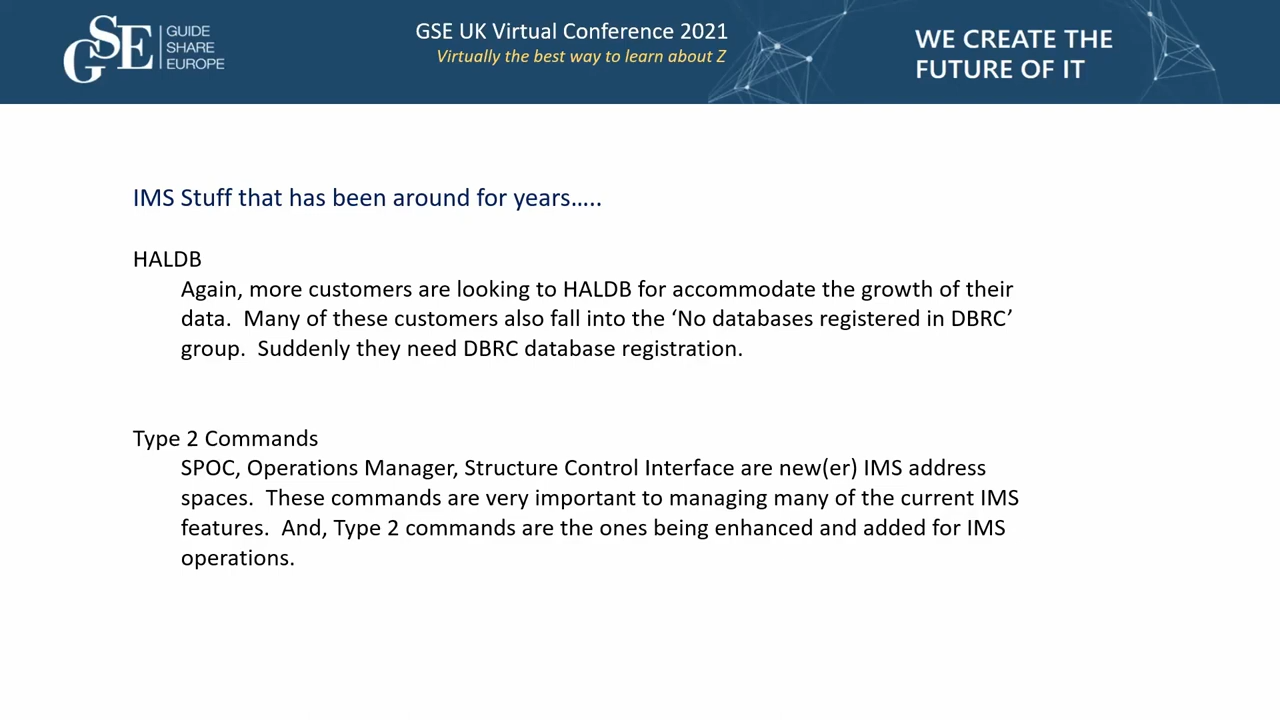 GSE
GUIDE
SHARE
EUROPE
GSE UK Virtual Conference 2021
Virtually the best way to learn about Z
WE CREATE THE
FUTURE OF IT
IMS Stuff that has been around for years…..
HALDB
Again, more customers are looking to HALDB for accommodate the growth of their
data.  Many of these customers also fall into the ‘No databases registered in DBRC’
group.  Suddenly they need DBRC database registration.
Type 2 Commands
SPOC, Operations Manager, Structure Control Interface are new(er) IMS address
spaces.  These commands are very important to managing many of the current IMS
features.  And, Type 2 commands are the ones being enhanced and added for IMS
operations.